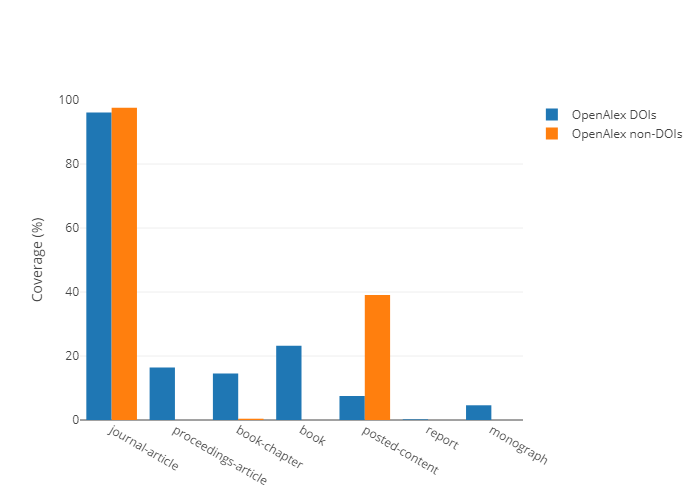 100
80
60
40
20
0
Coverage (%)
journal-article
proceedings-article
book-chapter
book
posted-content
report
monograph
OpenAlex DOIs
OpenAlex non-DOIs